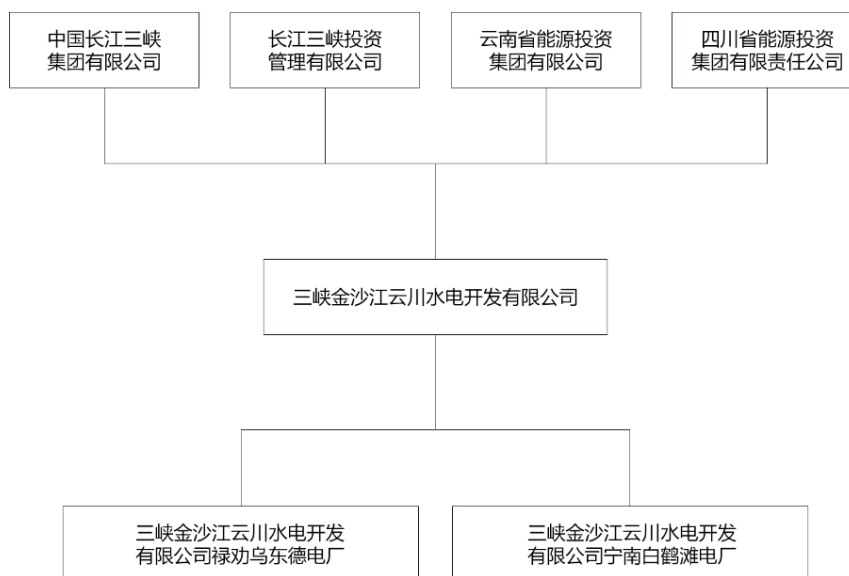 中国长江三峡
集团有限公司
长江三峡投资
管理有限公司
云南省能源投资
集团有限公司
四川省能源投资
集团有限责任公司
三峡金沙江云川水电开发有限公司
三峡金沙江云川水电开发
有限公司禄劝乌东德电厂
三峡金沙江云川水电开发
有限公司宁南白鹤滩电厂